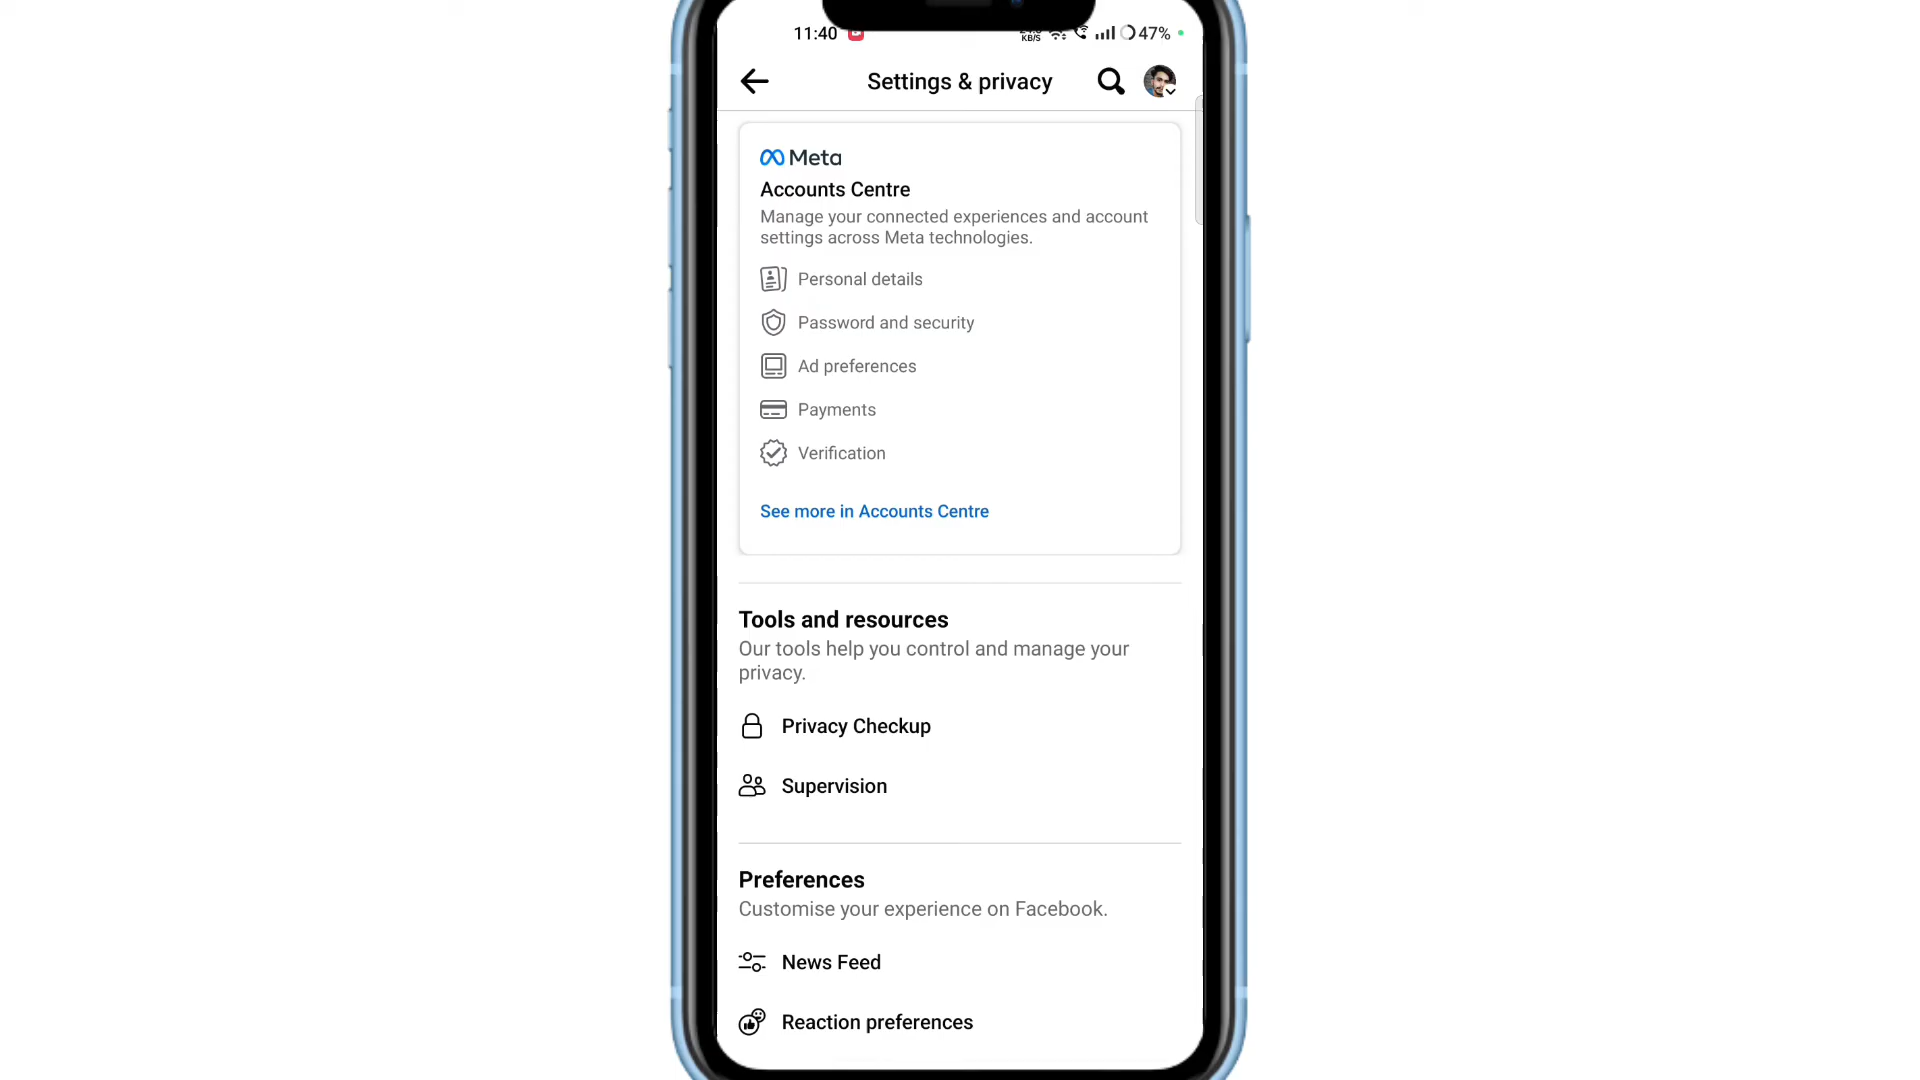 11:40
KB/S
47%
Settings & privacy
Meta
Accounts Centre
Manage your connected experiences and account
settings across Meta technologies.
Personal details
Password and security
Ad preferences
Payments
Verification
See more in Accounts Centre
Tools and resources
Our tools help you control and manage your
privacy.
Privacy Checkup
Supervision
Preferences
Customise your experience on Facebook.
News Feed
Reaction preferences